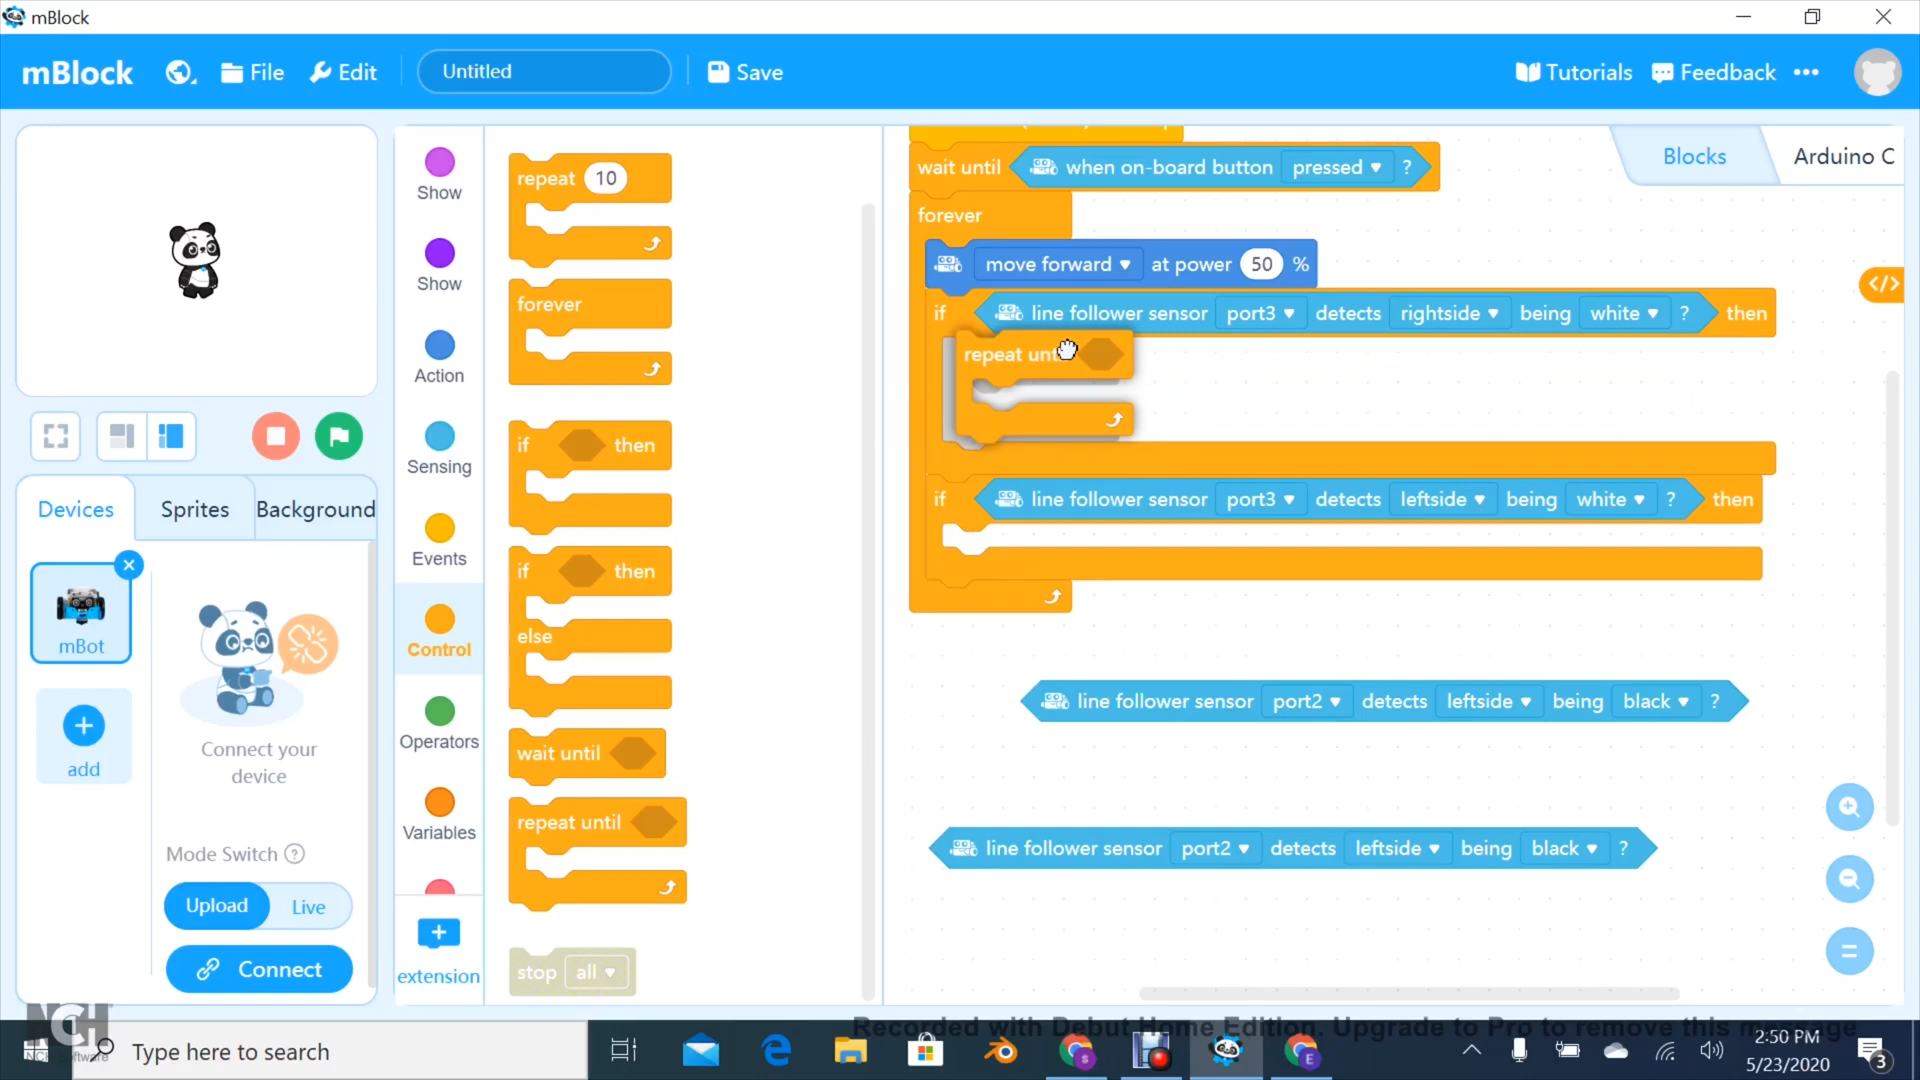 mBlock
mBlock
File
Edit
Untitled
Save
Tutorials
Feedback
Show
Show
Action
Sensing
Events
Control
Operators
Variables
extension
repeat 10
forever
if then
if then
else
wait until
repeat until
stop all
wait until when on-board button pressed ?
forever
move forward at power 50 %
if line follower sensor port3 detects rightside being white ? then
repeat unt
if line follower sensor port3 detects leftside being white ? then
line follower sensor port2 detects leftside being black ?
line follower sensor port2 detects leftside being black ?
Blocks
Arduino C
</>
Devices
Sprites
Background
mBot
add
Connect your
device
Mode Switch ?
Upload
Live
Connect
NCH
NCH Software
Type here to search
Recorded with Debut Home Edition. Upgrade to Pro to remove this message
S
E
2:50 PM
5/23/2020
3